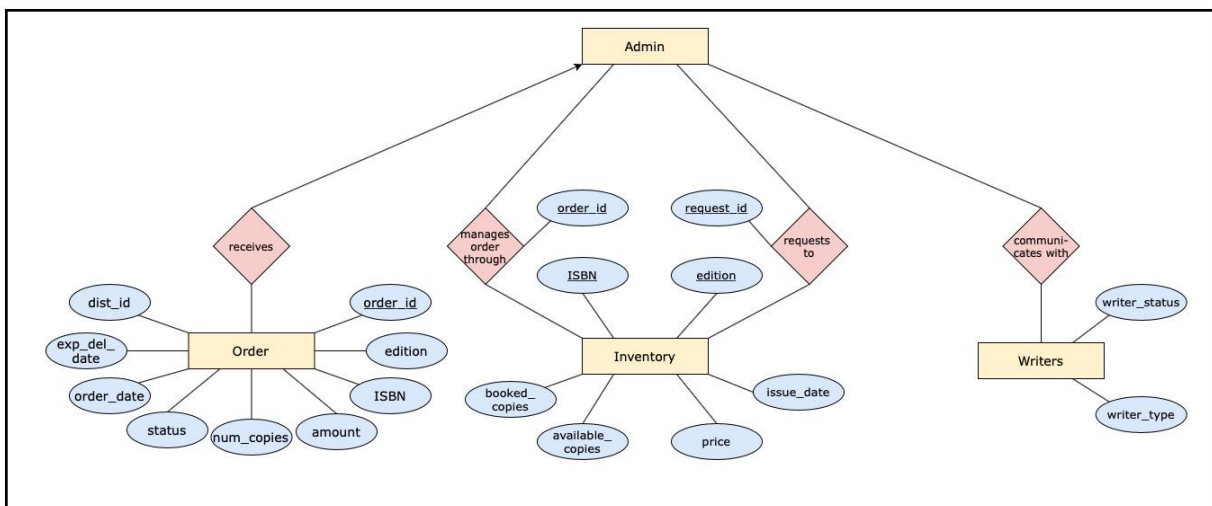 Admin
order_id
request_id
receives
manages
order
through
requests
to
communi-
cates with
ISBN
edition
dist_id
order_id
writer_status
exp_del_
date
Order
edition
Inventory
Writers
order_date
ISBN
booked_
copies
issue_date
status
num_copies
amount
available_
copies
price
writer_type